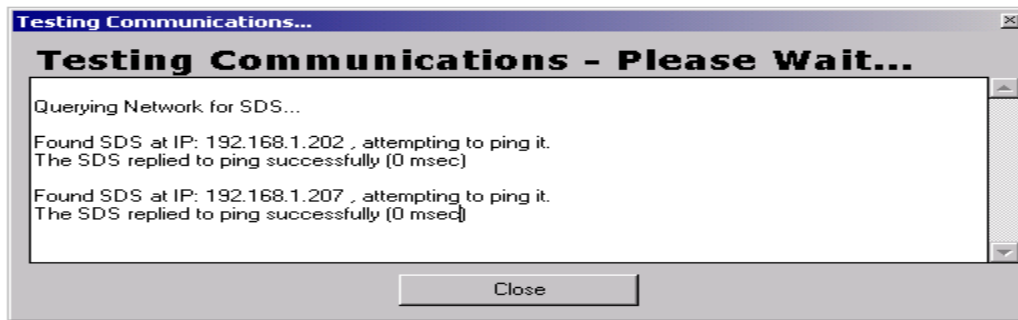 Testing Communications...
Testing Communications - Please Wait...
Querying Network for SDS...
Found SDS at IP: 192.168.1.202 , attempting to ping it.
The SDS replied to ping successfully (0 msec)
Found SDS at IP: 192.168.1.207 , attempting to ping it.
The SDS replied to ping successfully (0 msec)
Close